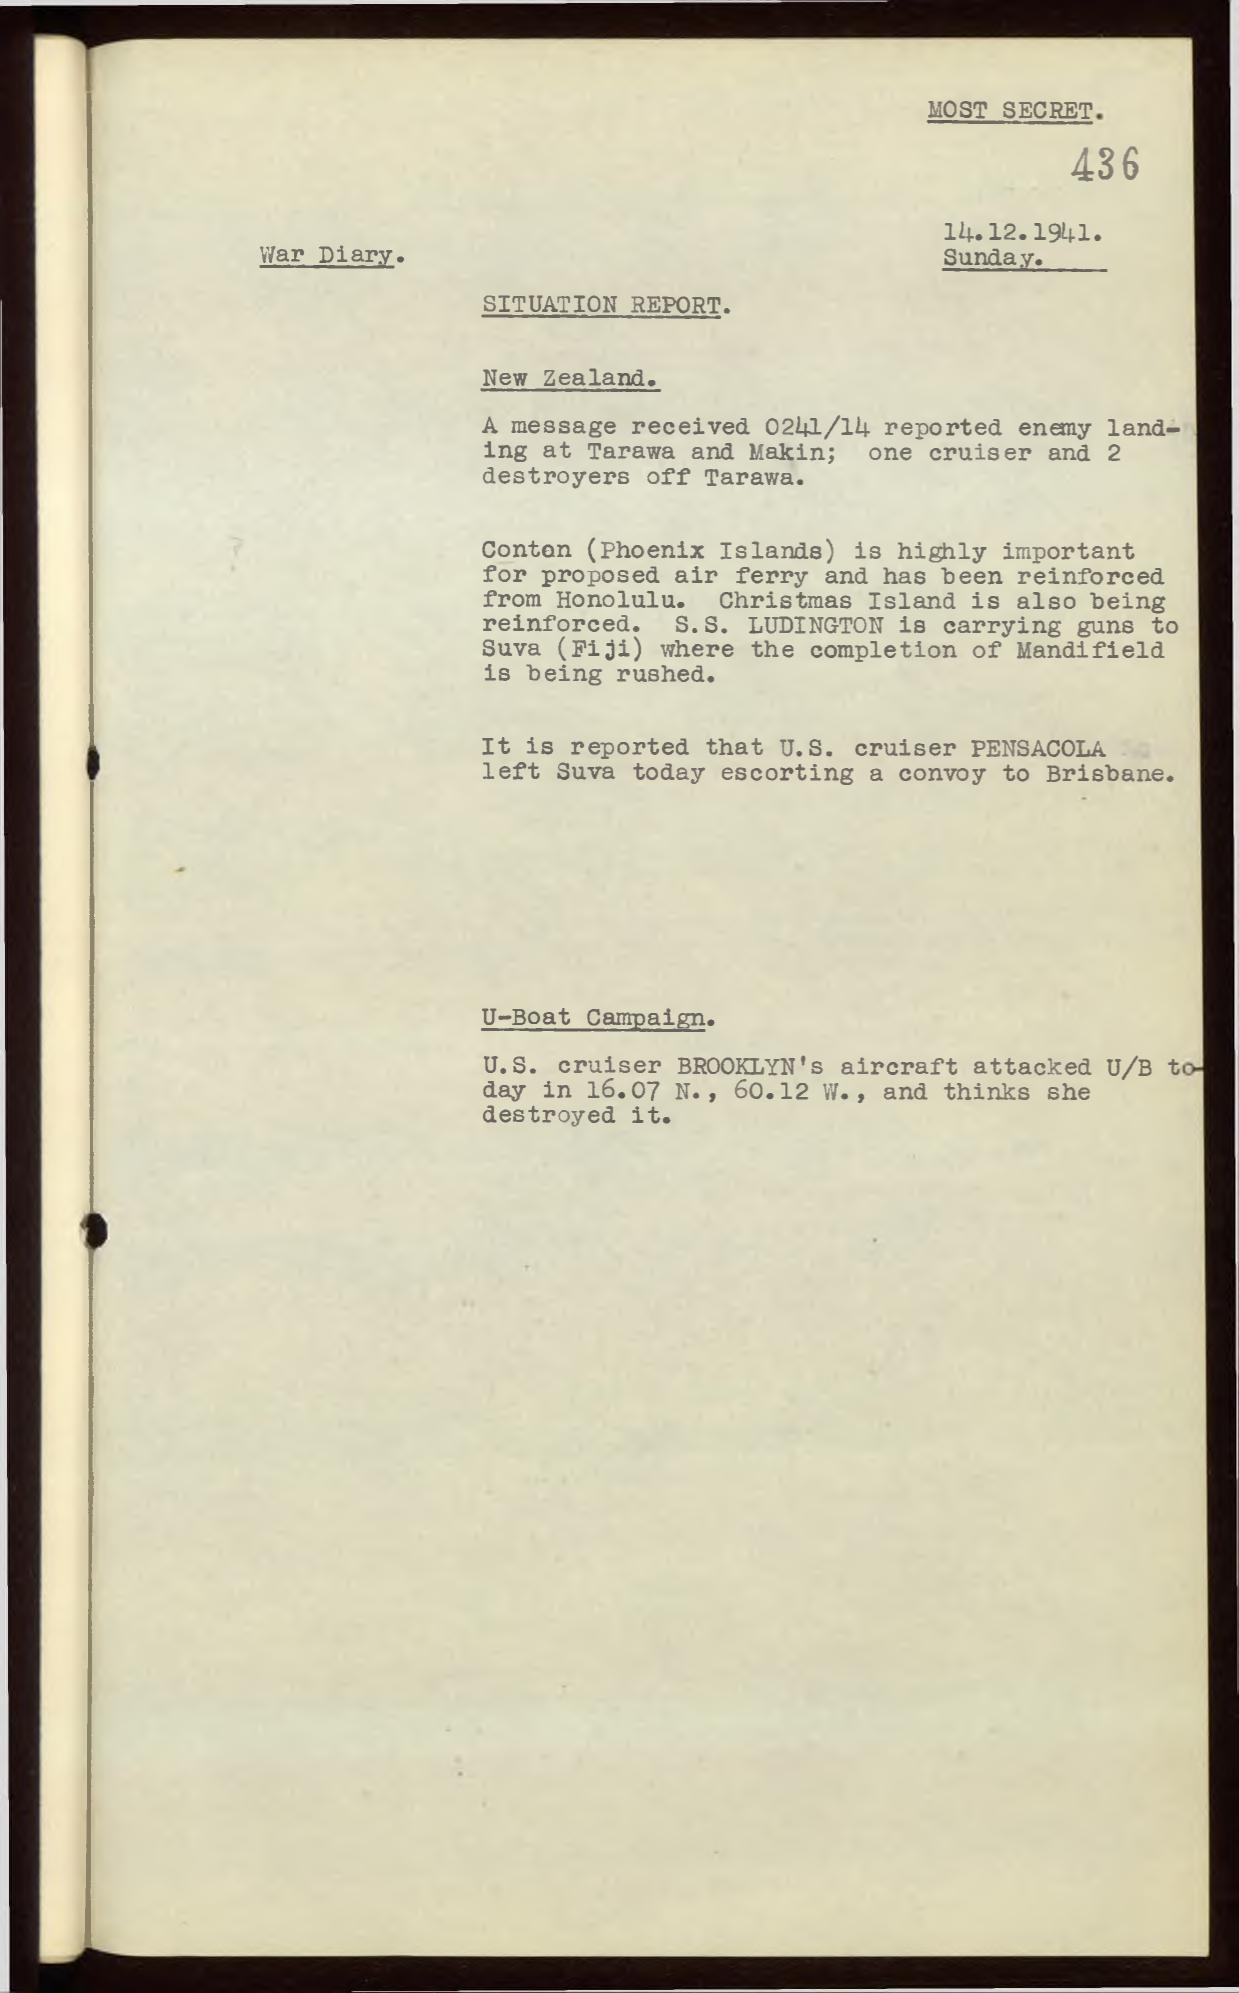 MOST SECRET.
436
14.12.1941.
War Diary.
Sunday.
SITUATION REPORT.
New Zealand.
A message received 0241/14 reported enemy land-
ing at Tarawa and Makin; one cruiser and 2
destroyers off Tarawa.
?
Conton (Phoenix Islands) is highly important
for proposed air ferry and has been reinforced
from Honolulu. Christmas Island is also being
reinforced. S.S. LUDINGTON is carrying guns to
Suva (Fiji) where the completion of Mandifield
is being rushed.
It is reported that U.S. cruiser PENSACOLA
left Suva today escorting a convoy to Brisbane.
U-Boat Campaign.
U.S. cruiser BROOKLYN's aircraft attacked U/B to-
day in 16.07 N., 60.12 W., and thinks she
destroyed it.